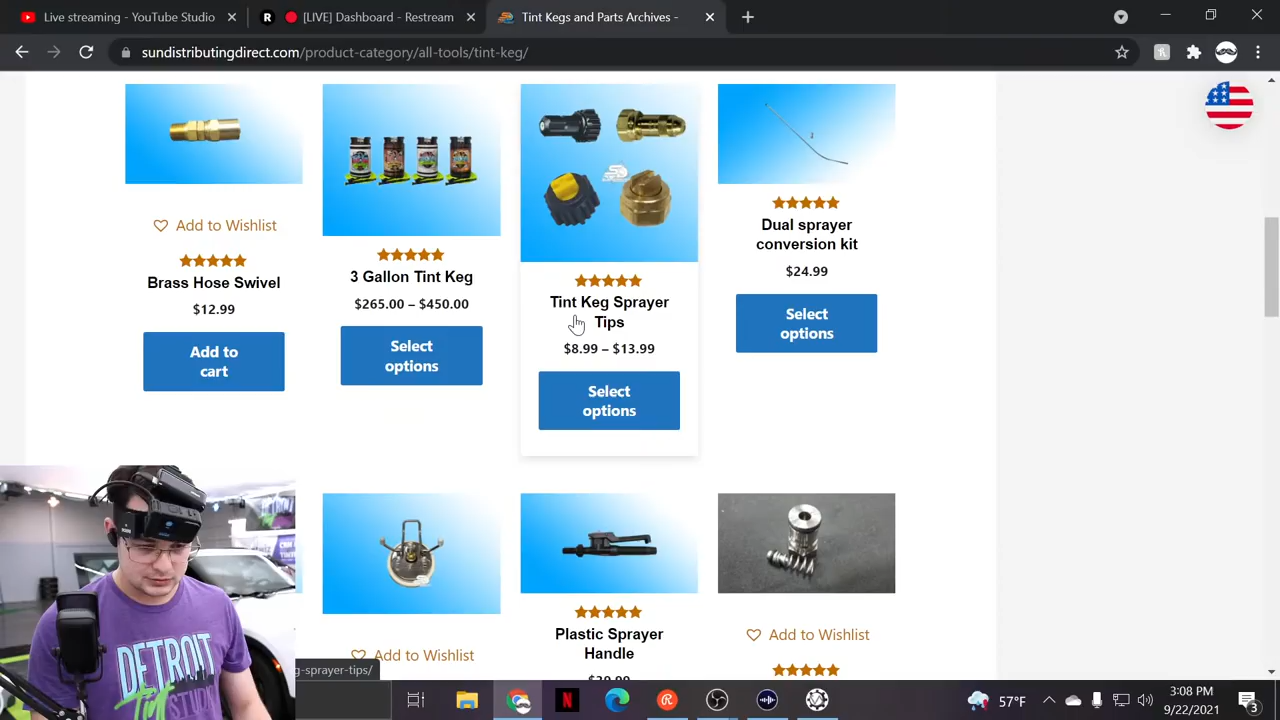 Live streaming - YouTube Studio
[LIVE] Dashboard - Restream
Tint Kegs and Parts Archives -
sundistributingdirect.com/product-category/all-tools/tint-keg/
Add to Wishlist
Brass Hose Swivel
$12.99
Add to
cart
3 Gallon Tint Keg
$265.00 – $450.00
Select
options
Tint Keg Sprayer
Tips
$8.99 – $13.99
Select
options
Dual sprayer
conversion kit
$24.99
Select
options
Add to Wishlist
Plastic Sprayer
Handle
Add to Wishlist
g-sprayer-tips/
DETROIT
Tint
STUDIO
57°F
3:08 PM
9/22/2021
3